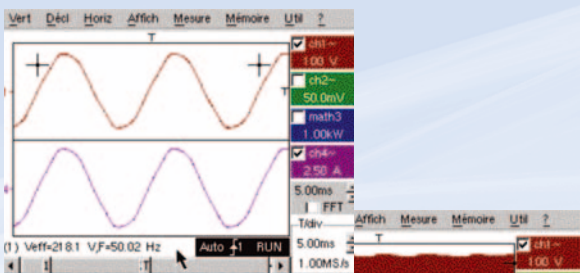 Vert Décl Horiz Affich Mesure Mémoire Util ?
T
ch1~
100 V
T
ch2~
50.0mV
math3
1.00kW
ch4~
2.50 A
5.00ms
FFT
T/div
5.00ms
1.00MS/s
(1) Veff=218.1 V,F=50.02 Hz
Auto 1 RUN
1 T
Affich Mesure Mémoire Util ?
T
ch1~
100 V